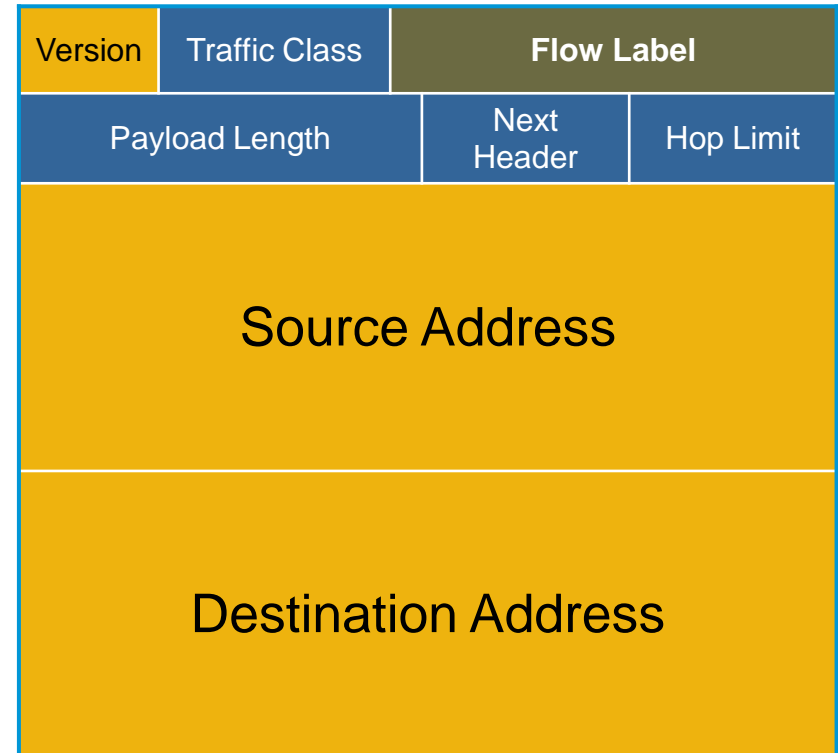 Version
Traffic Class
Flow Label
Payload Length
Next
Header
Hop Limit
Source Address
Destination Address